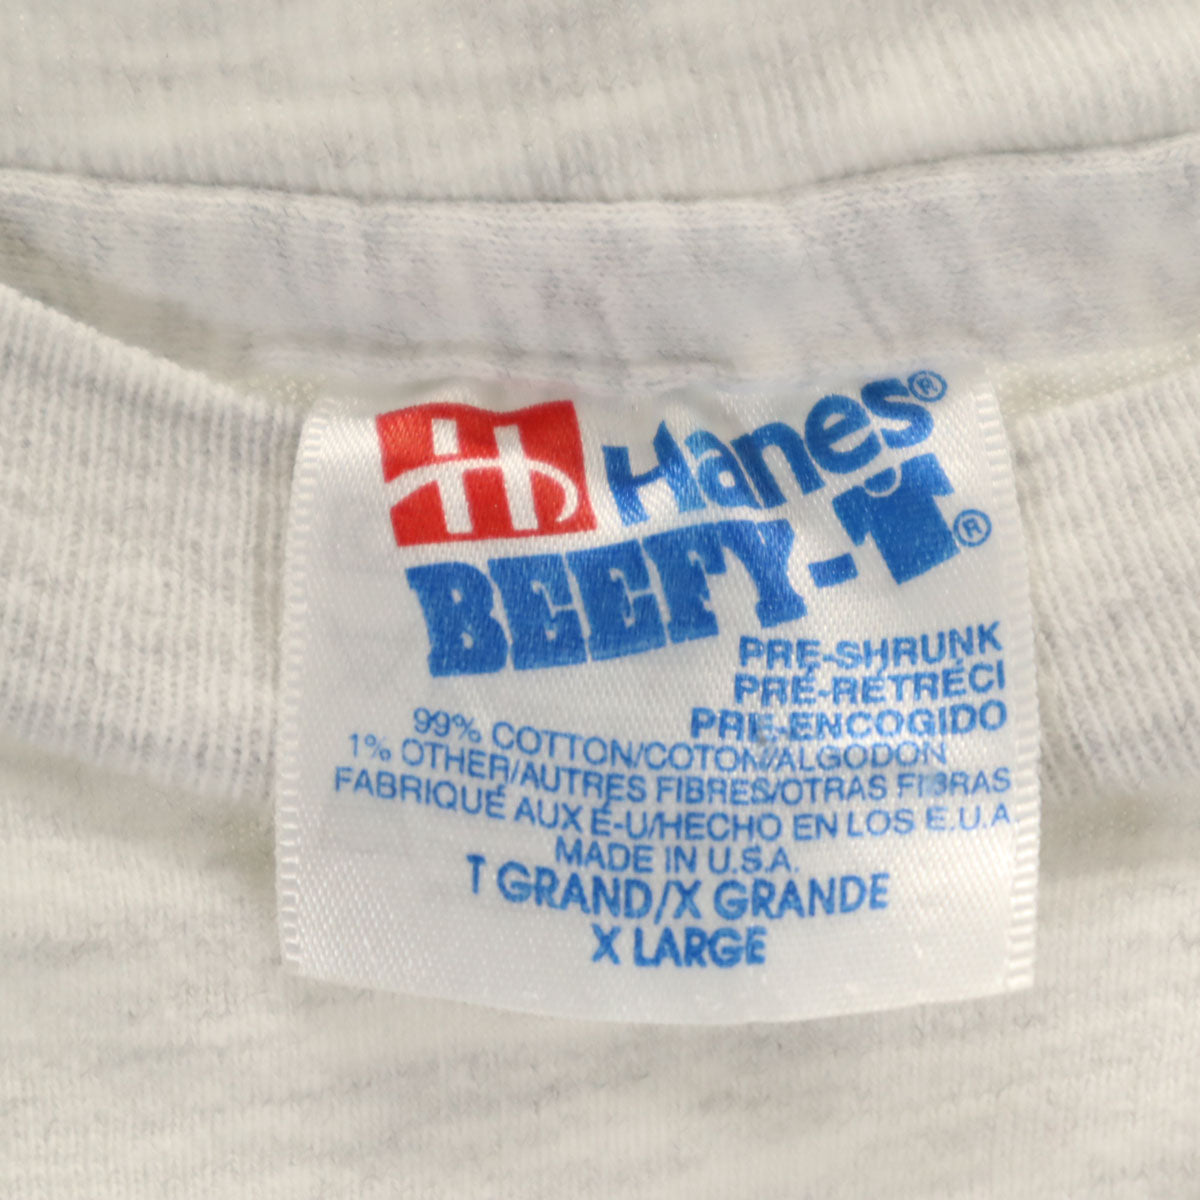 Hanes®
BEEFY-T®
PRE-SHRUNK
PRÉ-RÉTRÉCI
PRE-ENCOGIDO
99% COTTON/COTON/ALGODON
1% OTHER/AUTRES FIBRES/OTRAS FIBRAS
FABRIQUÉ AUX É-U/HECHO EN LOS E.U.A.
MADE IN U.S.A.
T GRAND/X GRANDE
X LARGE